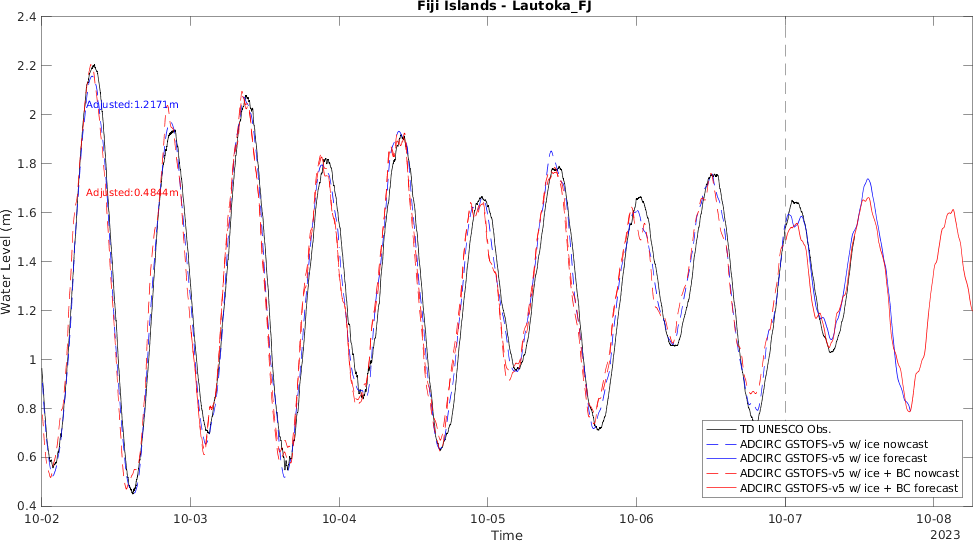 Fiji Islands - Lautoka_FJ
2.4
2.2
2
1.8
1.6
1.4
1.2
1
0.8
0.6
0.4
Water Level (m)
Adjusted:1.2171m
Adjusted:0.4844m
TD UNESCO Obs.
ADCIRC GSTOFS-v5 w/ ice nowcast
ADCIRC GSTOFS-v5 w/ ice forecast
ADCIRC GSTOFS-v5 w/ ice + BC nowcast
ADCIRC GSTOFS-v5 w/ ice + BC forecast
10-02 10-03 10-04 10-05 10-06 10-07 10-08
Time
2023